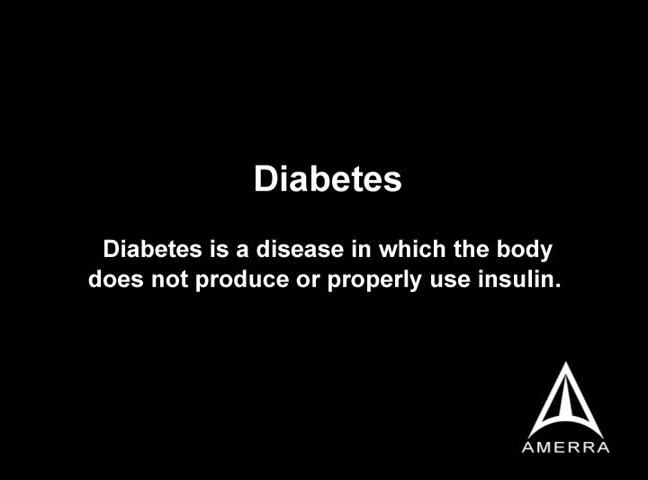 Diabetes
Diabetes is a disease in which the body
does not produce or properly use insulin.
AMERRA